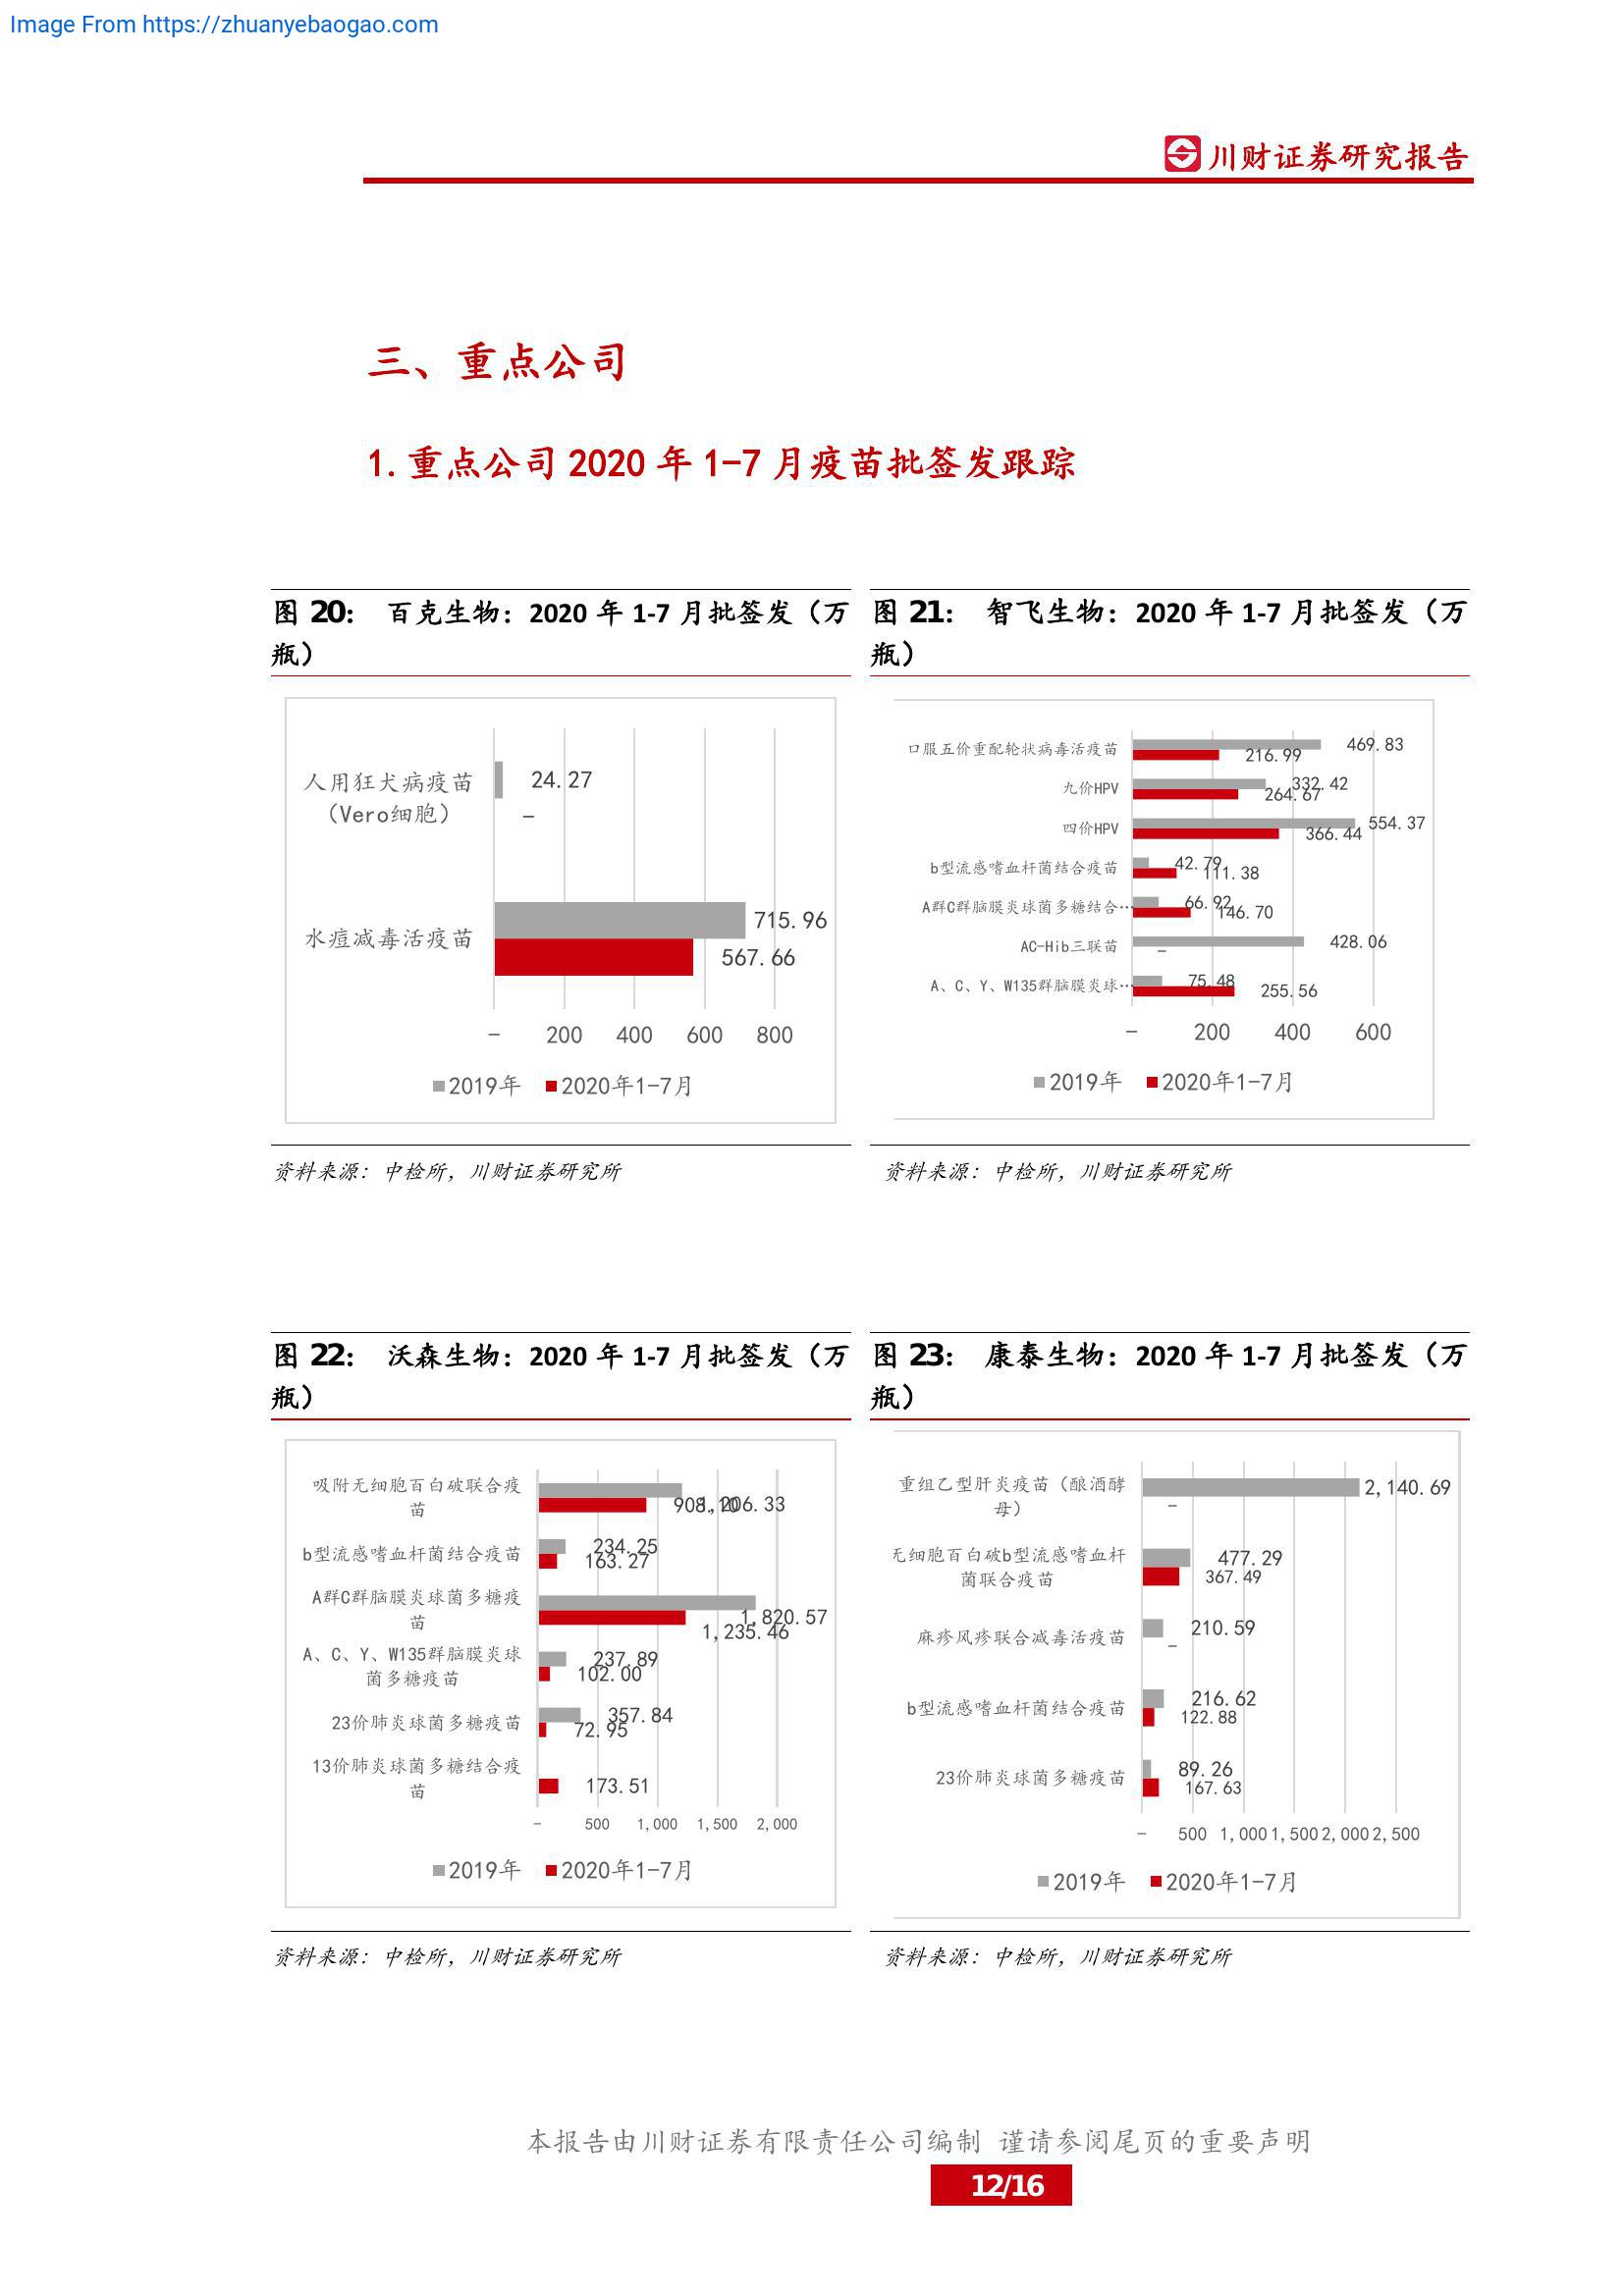 Image From https://zhuanyebaogao.com
川财证券研究报告
三、重点公司
1.重点公司 2020 年 1-7 月疫苗批签发跟踪
图 20： 百克生物：2020 年 1-7 月批签发（万
瓶）
人用狂犬病疫苗
（Vero细胞）
24.27
-
水痘减毒活疫苗
715.96
567.66
- 200 400 600 800
2019年 2020年1-7月
资料来源：中检所，川财证券研究所
图 21： 智飞生物：2020 年 1-7 月批签发（万
瓶）
口服五价重配轮状病毒活疫苗
469.83
216.99
九价HPV
332.42
264.67
四价HPV
554.37
366.44
b型流感嗜血杆菌结合疫苗
42.79
111.38
A群C群脑膜炎球菌多糖结合…
66.92
146.70
AC-Hib三联苗
428.06
-
A、C、Y、W135群脑膜炎球…
75.48
255.56
- 200 400 600
2019年 2020年1-7月
资料来源：中检所，川财证券研究所
图 22： 沃森生物：2020 年 1-7 月批签发（万
瓶）
吸附无细胞百白破联合疫
苗
1,206.33
908.10
b型流感嗜血杆菌结合疫苗
234.25
163.27
A群C群脑膜炎球菌多糖疫
苗
1,820.57
1,235.46
A、C、Y、W135群脑膜炎球
菌多糖疫苗
237.89
102.00
23价肺炎球菌多糖疫苗
357.84
72.95
13价肺炎球菌多糖结合疫
苗
173.51
- 500 1,000 1,500 2,000
2019年 2020年1-7月
资料来源：中检所，川财证券研究所
图 23： 康泰生物：2020 年 1-7 月批签发（万
瓶）
重组乙型肝炎疫苗（酿酒酵
母）
2,140.69
-
无细胞百白破b型流感嗜血杆
菌联合疫苗
477.29
367.49
麻疹风疹联合减毒活疫苗
210.59
-
b型流感嗜血杆菌结合疫苗
216.62
122.88
23价肺炎球菌多糖疫苗
89.26
167.63
- 500 1,000 1,500 2,000 2,500
2019年 2020年1-7月
资料来源：中检所，川财证券研究所
本报告由川财证券有限责任公司编制 谨请参阅尾页的重要声明
12/16